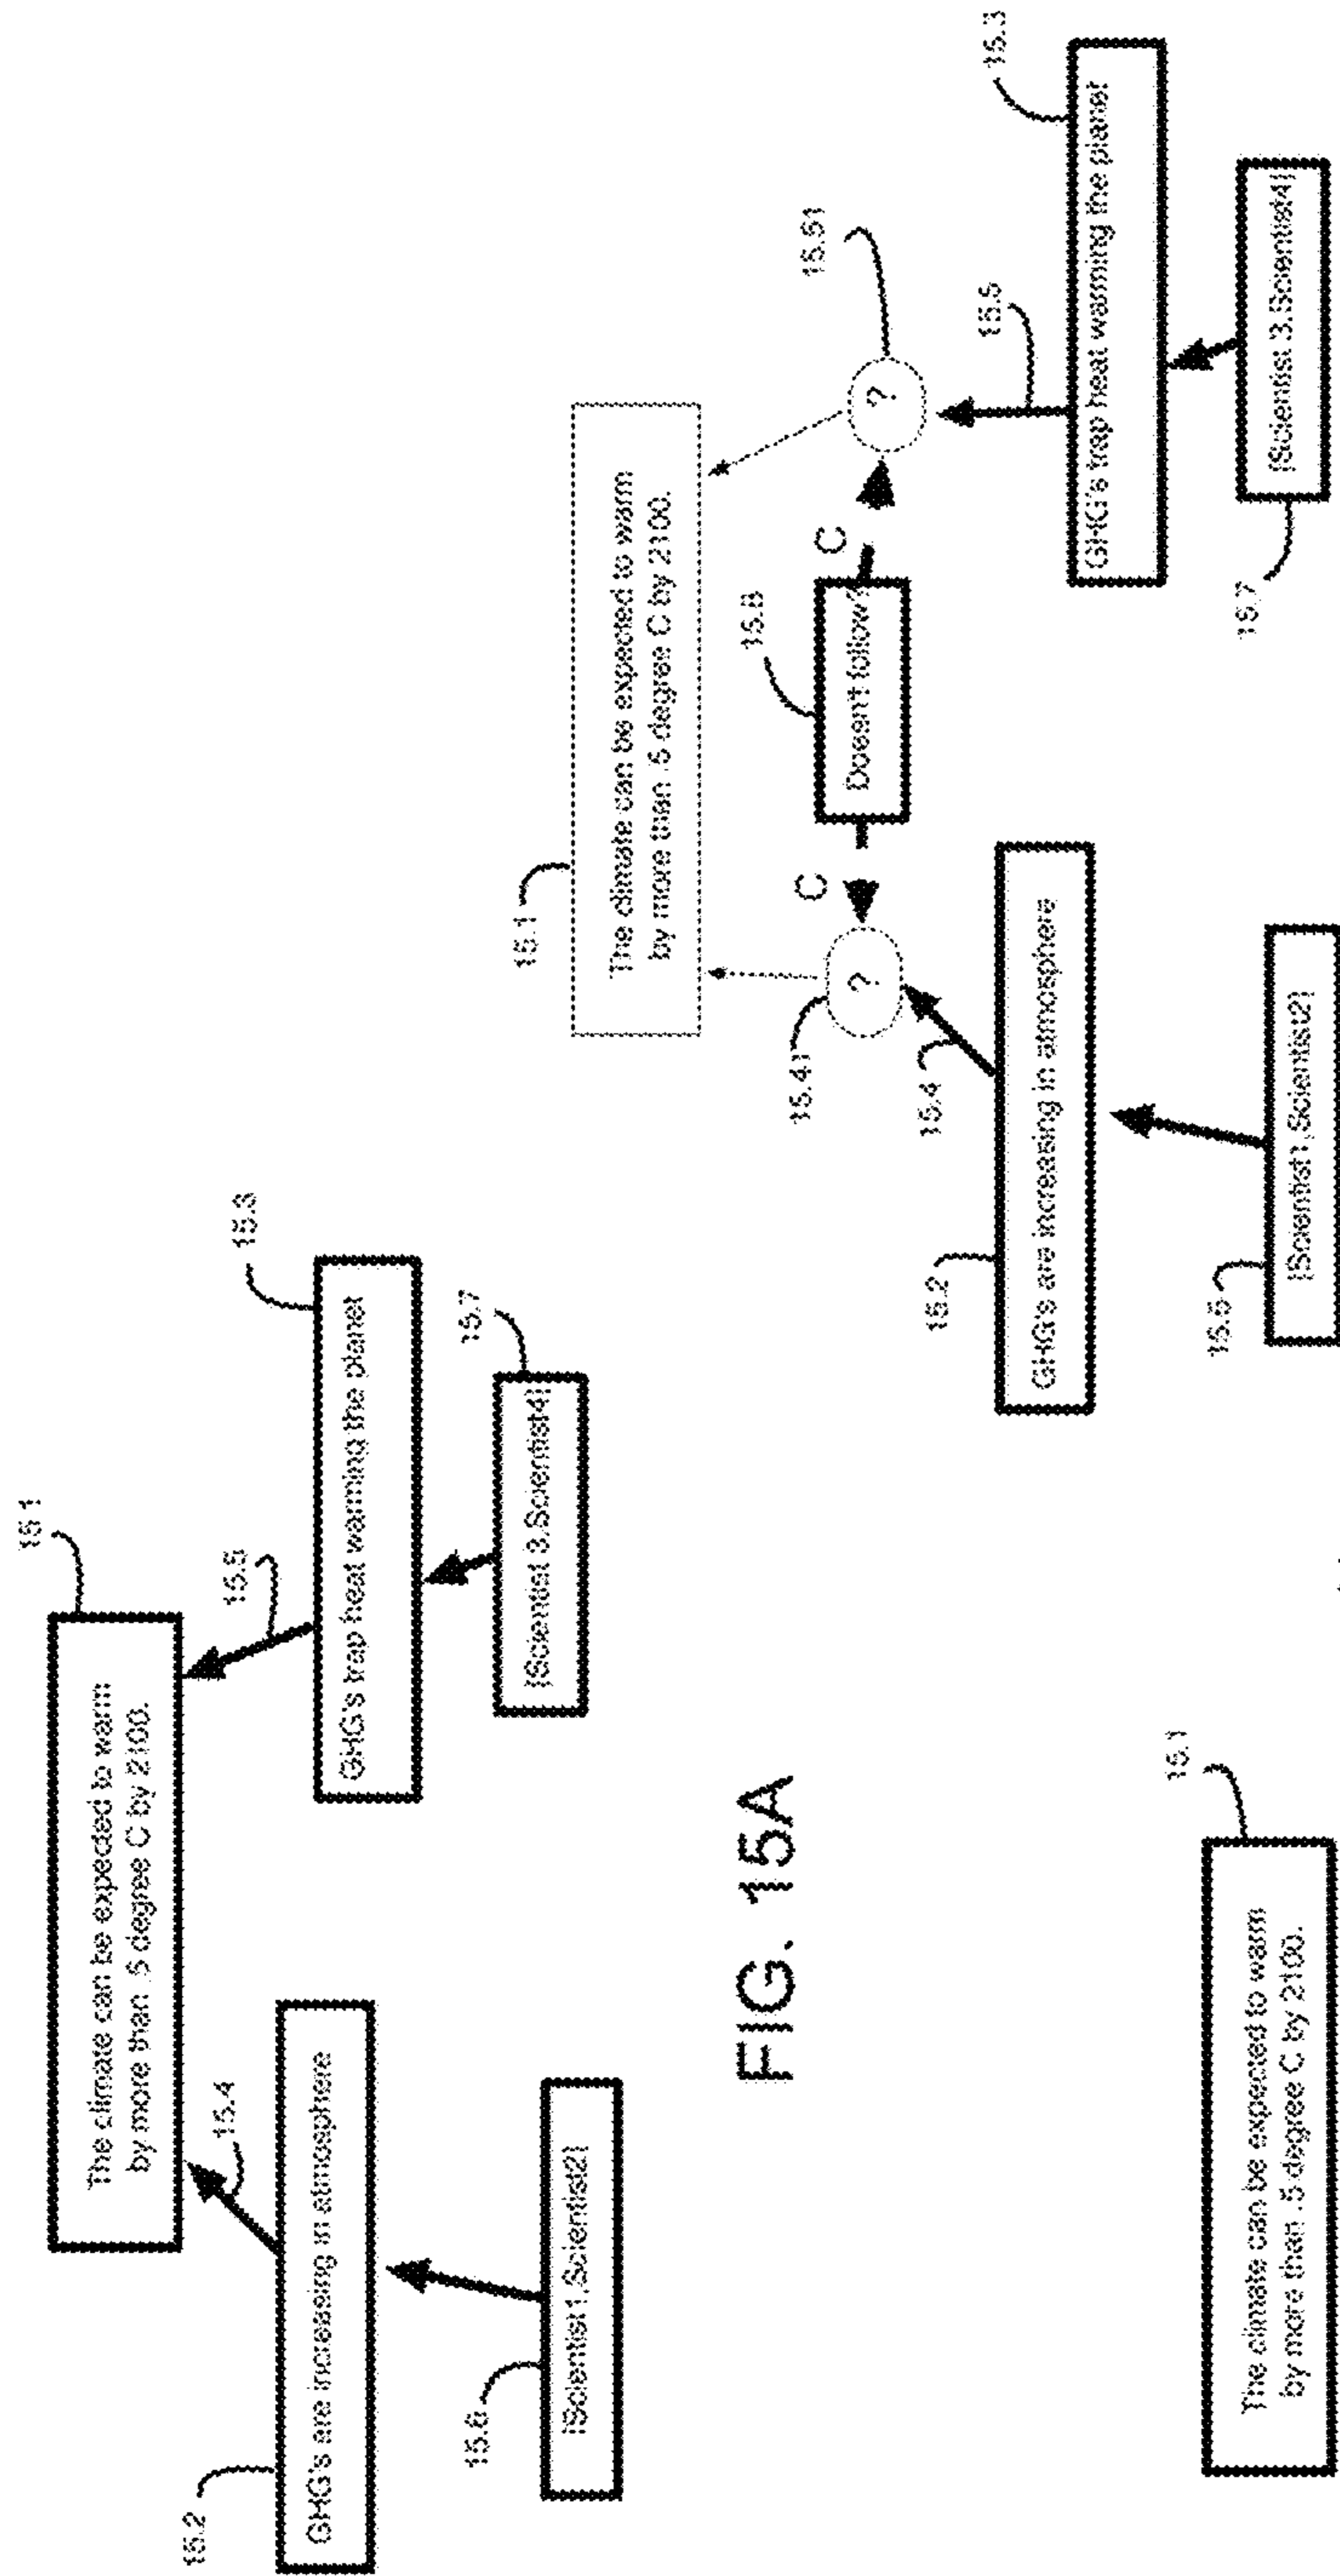 15.1
The climate can be expected to warm
by more than .5 degree C by 2100.
15.4
15.5
15.2
GHG's are increasing in atmosphere
GHG's trap heat warming the planet
15.3
15.6
[Scientist1,Scientist2]
[Scientist 3,Scientist4]
15.7
FIG. 15A
15.1
The climate can be expected to warm
by more than .5 degree C by 2100.
15.41
?
C
Doesn't follow?
15.8
C
?
15.51
15.4
15.5
15.2
GHG's are increasing in atmosphere
GHG's trap heat warming the planet
15.3
[Scientist1,Scientist2]
[Scientist 3,Scientist4]
15.7
15.1
The climate can be expected to warm
by more than .5 degree C by 2100.